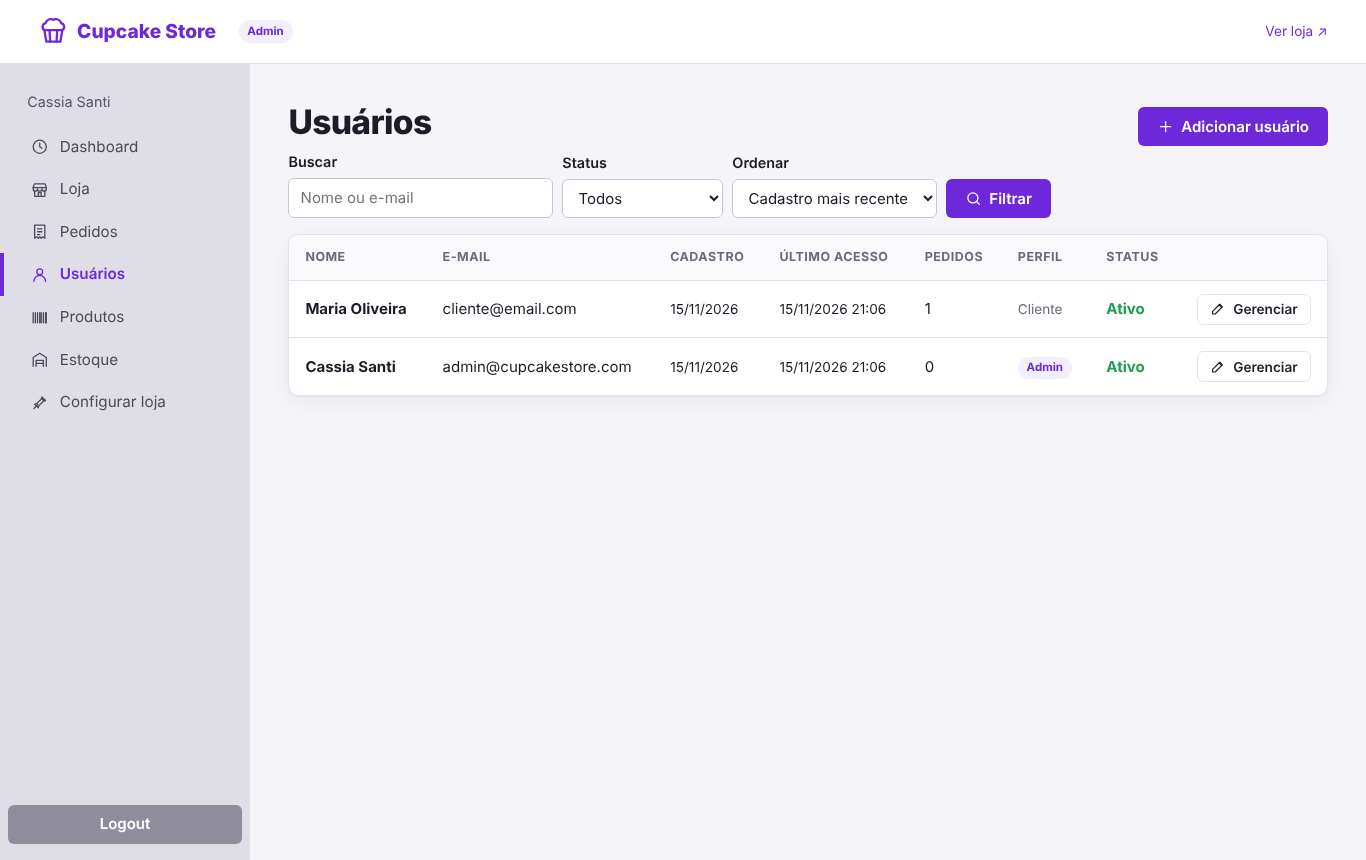 Cupcake Store Admin Ver loja ↗
Cassia Santi
Dashboard
Loja
Pedidos
Usuários
Produtos
Estoque
Configurar loja
Logout
Usuários
+ Adicionar usuário
Buscar Status Ordenar
Nome ou e-mail Todos Cadastro mais recente Filtrar
NOME E-MAIL CADASTRO ÚLTIMO ACESSO PEDIDOS PERFIL STATUS
Maria Oliveira cliente@email.com 15/11/2026 15/11/2026 21:06 1 Cliente Ativo Gerenciar
Cassia Santi admin@cupcakestore.com 15/11/2026 15/11/2026 21:06 0 Admin Ativo Gerenciar